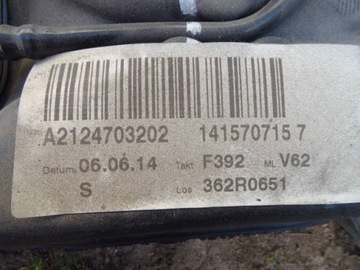 A2124703202 141570715 7
Datum 06.06.14 Takt F392 ML V62
S Los 362R0651